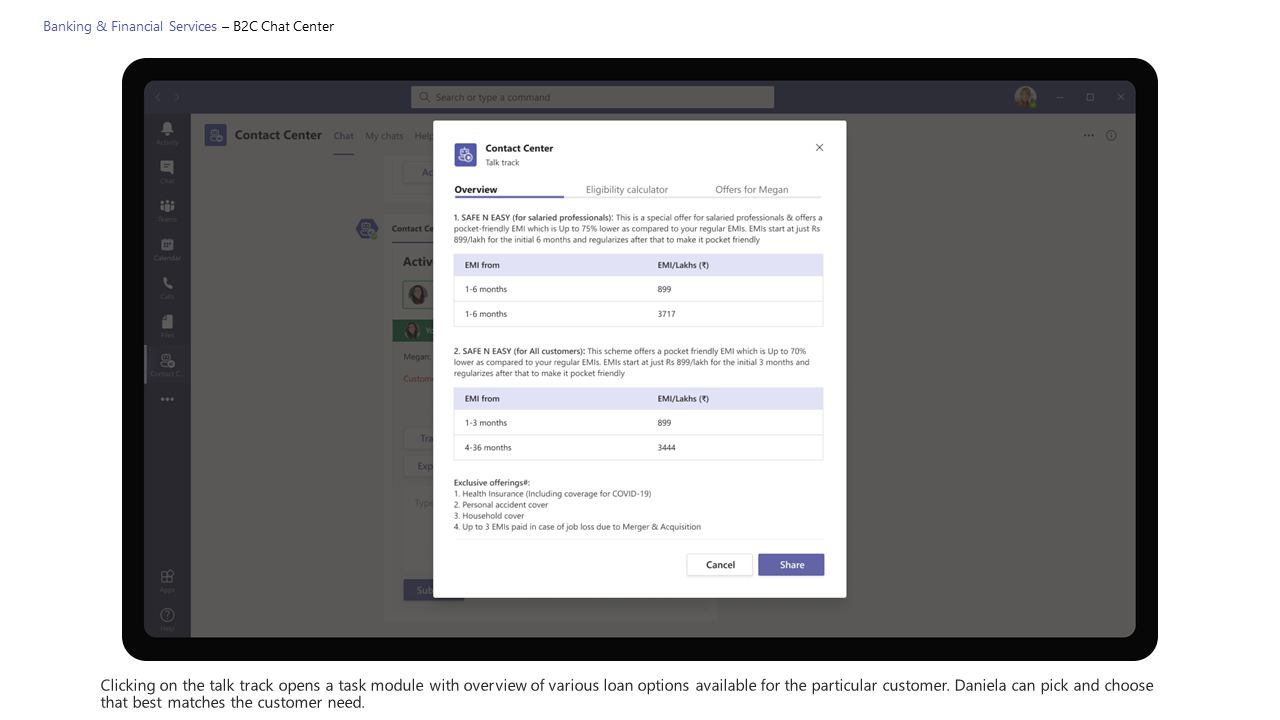 Banking & Financial Services – B2C Chat Center
Search or type a command
Activity
Chat
Teams
Calendar
Calls
Files
Contact C...
Apps
Help
Contact Center Chat My chats Help
Contact Ce
Activ
Yo
Megan:
Custome
Tra
Exp
Type
Sub
Contact Center
Talk track
Overview Eligibility calculator Offers for Megan
1. SAFE N EASY (for salaried professionals): This is a special offer for salaried professionals & offers a
pocket-friendly EMI which is Up to 75% lower as compared to your regular EMIs. EMIs start at just Rs
899/lakh for the initial 6 months and regularizes after that to make it pocket friendly
EMI from EMI/Lakhs (₹)
1-6 months 899
1-6 months 3717
2. SAFE N EASY (for All customers): This scheme offers a pocket friendly EMI which is Up to 70%
lower as compared to your regular EMIs. EMIs start at just Rs 899/lakh for the initial 3 months and
regularizes after that to make it pocket friendly
EMI from EMI/Lakhs (₹)
1-3 months 899
4-36 months 3444
Exclusive offerings#:
1. Health Insurance (Including coverage for COVID-19)
2. Personal accident cover
3. Household cover
4. Up to 3 EMIs paid in case of job loss due to Merger & Acquisition
Cancel Share
Clicking on the talk track opens a task module with overview of various loan options available for the particular customer. Daniela can pick and choose
that best matches the customer need.